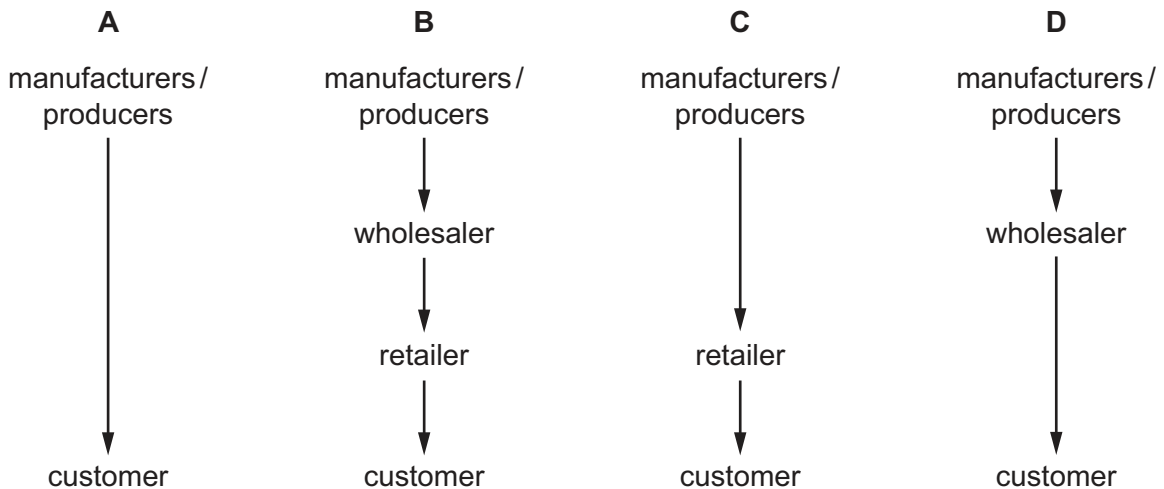 A B C D
manufacturers / manufacturers / manufacturers / manufacturers /
producers producers producers producers
wholesaler wholesaler
retailer retailer
customer customer customer customer